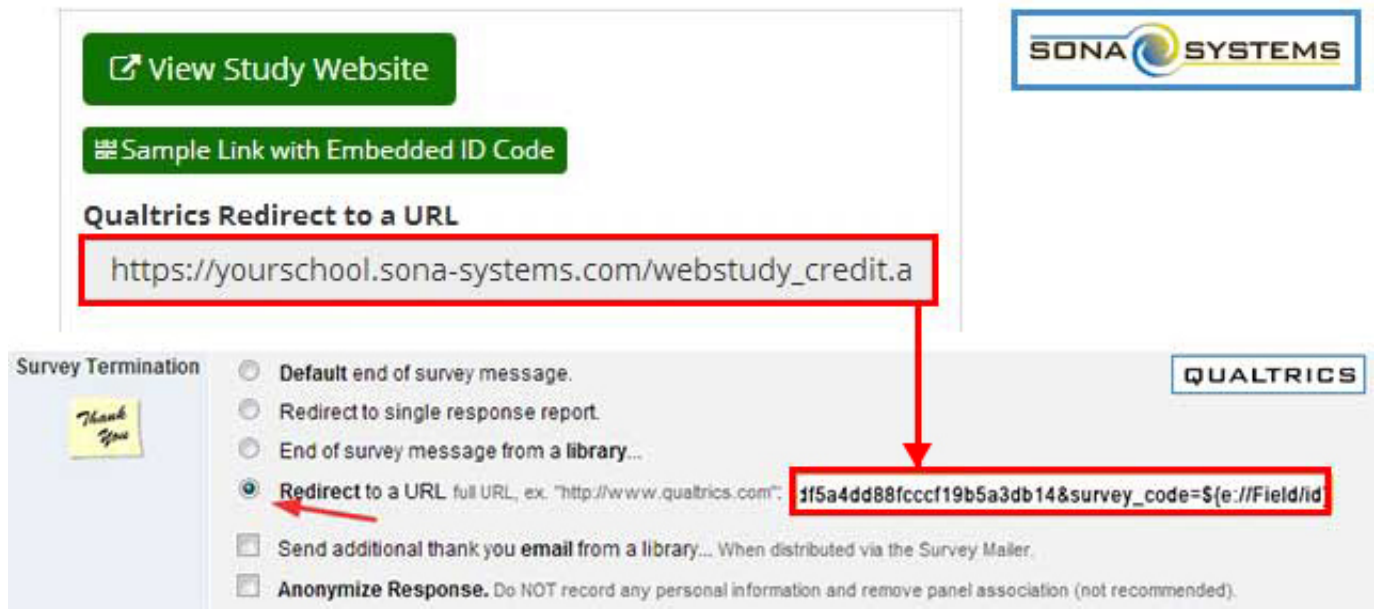 View Study Website
SONA SYSTEMS
Sample Link with Embedded ID Code
Qualtrics Redirect to a URL
https://yourschool.sona-systems.com/webstudy_credit.a
Survey Termination
Thank
You
Default end of survey message.
QUALTRICS
Redirect to single response report.
End of survey message from a library...
Redirect to a URL full URL, ex. "http://www.qualtrics.com": df5a4dd88fcccf19b5a3db14&survey_code=${e://Field/id}
Send additional thank you email from a library... When distributed via the Survey Mailer.
Anonymize Response. Do NOT record any personal information and remove panel association (not recommended).